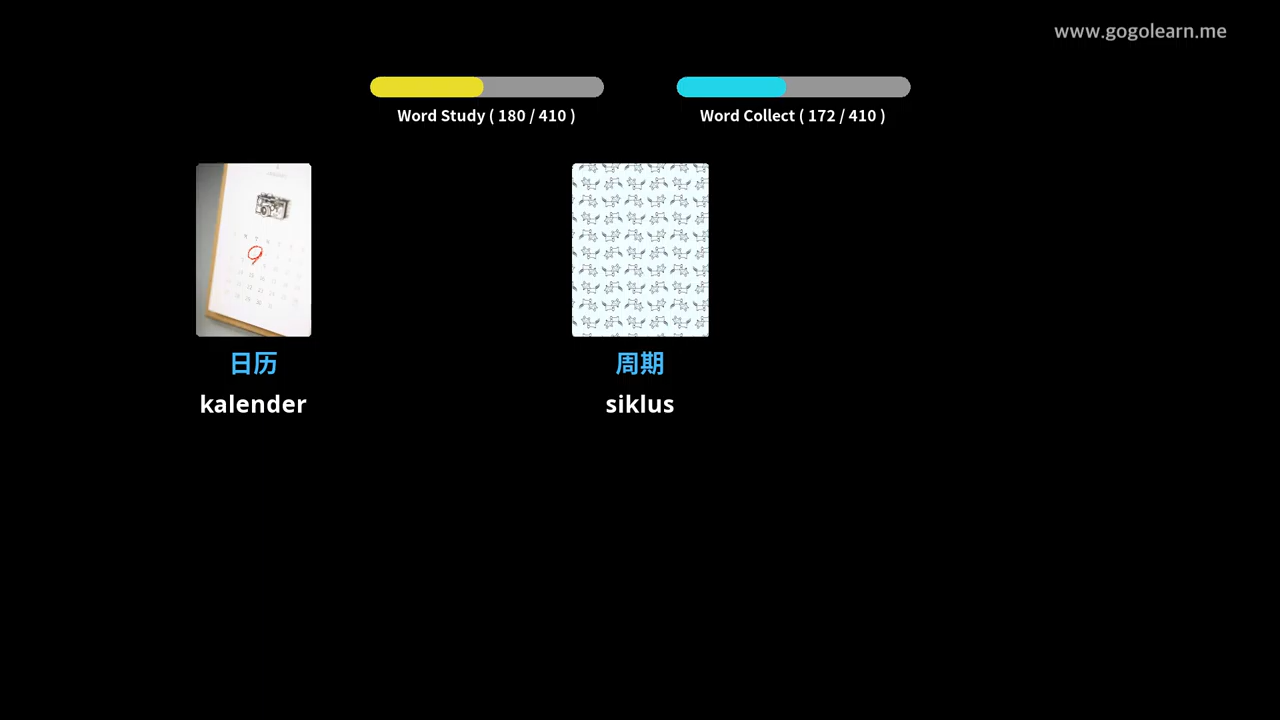 www.gogolearn.me
Word Study ( 180 / 410 )
Word Collect ( 172 / 410 )
日历
kalender
周期
siklus